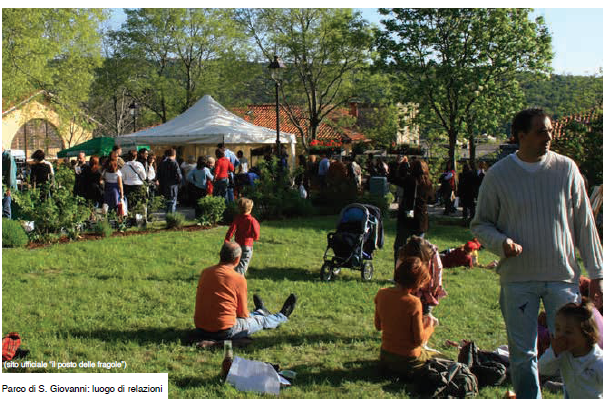 (sito ufficiale "il posto delle fragole")
Parco di S. Giovanni: luogo di relazioni